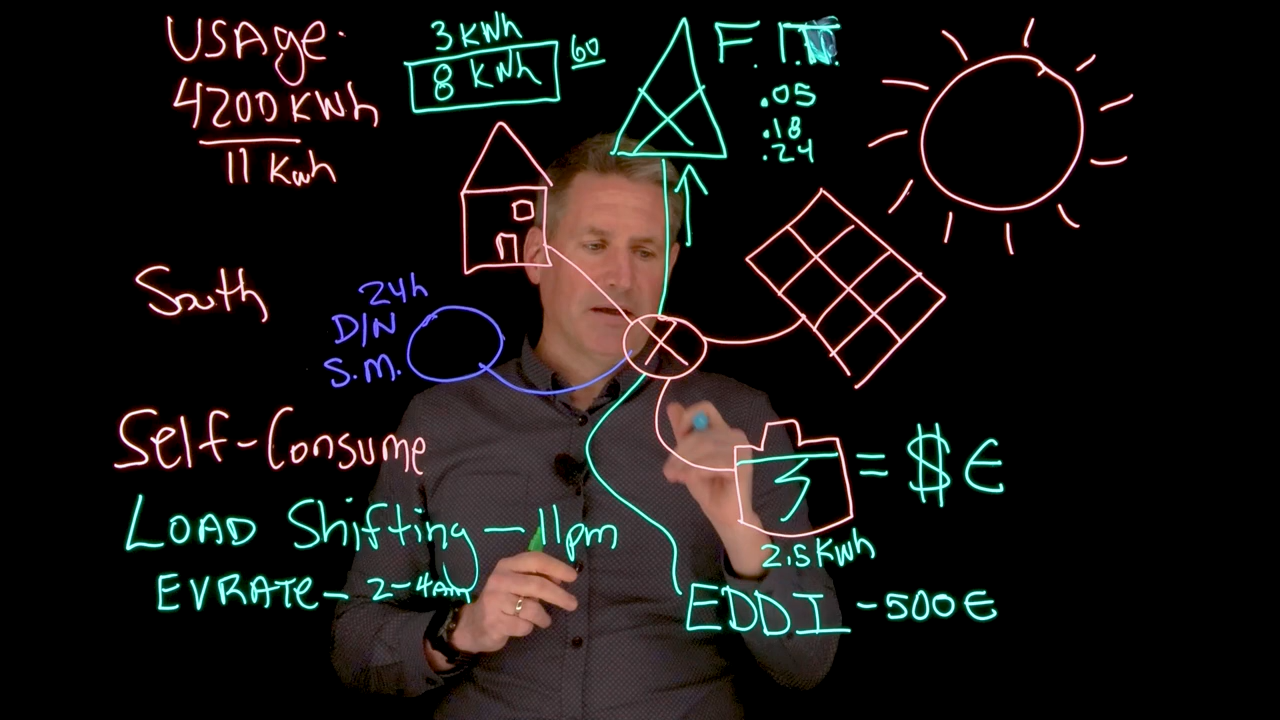 USAge.
4200 KWh
11 Kwh
3 KWh
8 KWh
60
F.I.
.05
.18
.24
South
24h
D/N
S.M.
Self-Consume
= $ €
LOAD Shifting - 11pm
2.5 KWh
EVRATE - 2-4am
EDDI - 500€